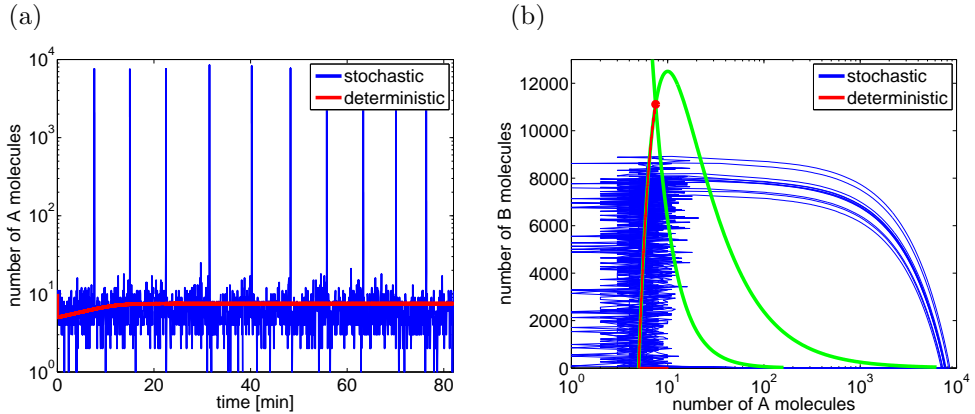 (a)
number of A molecules
10^4
10^3
10^2
10^1
10^0
0 20 40 60 80
time [min]
stochastic
deterministic
(b)
number of B molecules
12000
10000
8000
6000
4000
2000
0
10^0 10^1 10^2 10^3 10^4
number of A molecules
stochastic
deterministic